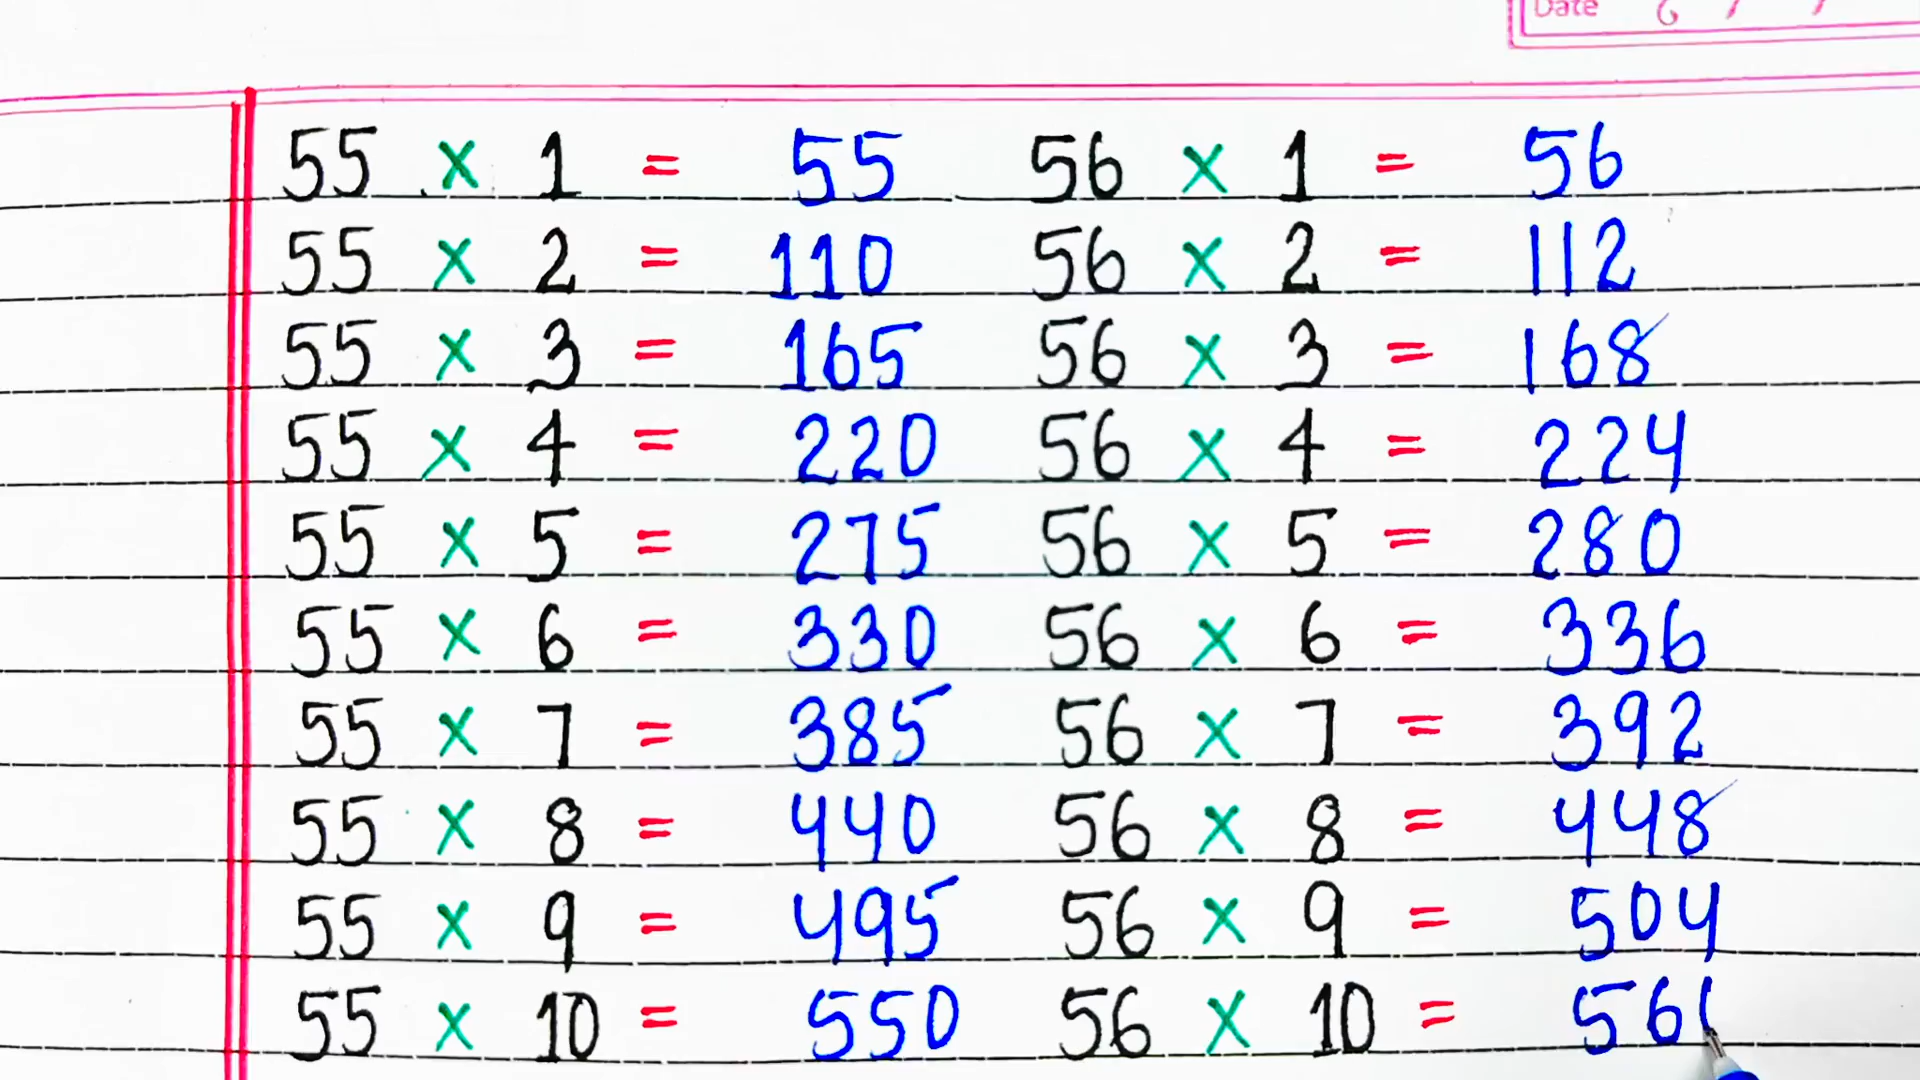 Date
55 x 1 = 55 56 x 1 = 56
55 x 2 = 110 56 x 2 = 112
55 x 3 = 165 56 x 3 = 168
55 x 4 = 220 56 x 4 = 224
55 x 5 = 275 56 x 5 = 280
55 x 6 = 330 56 x 6 = 336
55 x 7 = 385 56 x 7 = 392
55 x 8 = 440 56 x 8 = 448
55 x 9 = 495 56 x 9 = 504
55 x 10 = 550 56 x 10 = 56